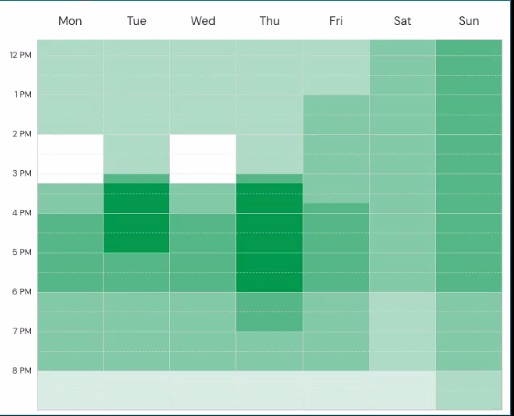 Mon Tue Wed Thu Fri Sat Sun
12 PM
1 PM
2 PM
3 PM
4 PM
5 PM
6 PM
7 PM
8 PM